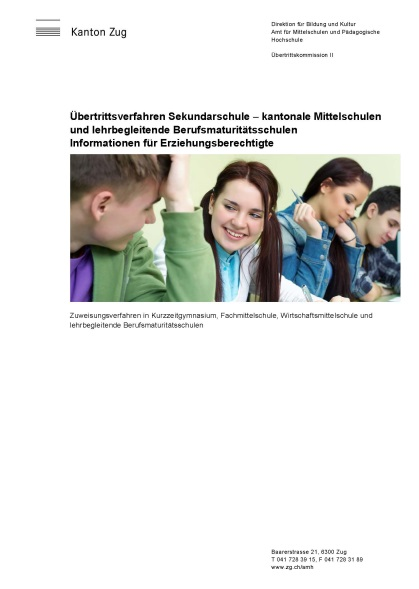 Kanton Zug
Direktion für Bildung und Kultur
Amt für Mittelschulen und Pädagogische
Hochschule
Übertrittskommission II
Übertrittsverfahren Sekundarschule – kantonale Mittelschulen
und lehrbegleitende Berufsmaturitätsschulen
Informationen für Erziehungsberechtigte
Zuweisungsverfahren in Kurzzeitgymnasium, Fachmittelschule, Wirtschaftsmittelschule und
lehrbegleitende Berufsmaturitätsschulen
Baarerstrasse 21, 6300 Zug
T 041 728 39 15, F 041 728 31 89
www.zg.ch/amh